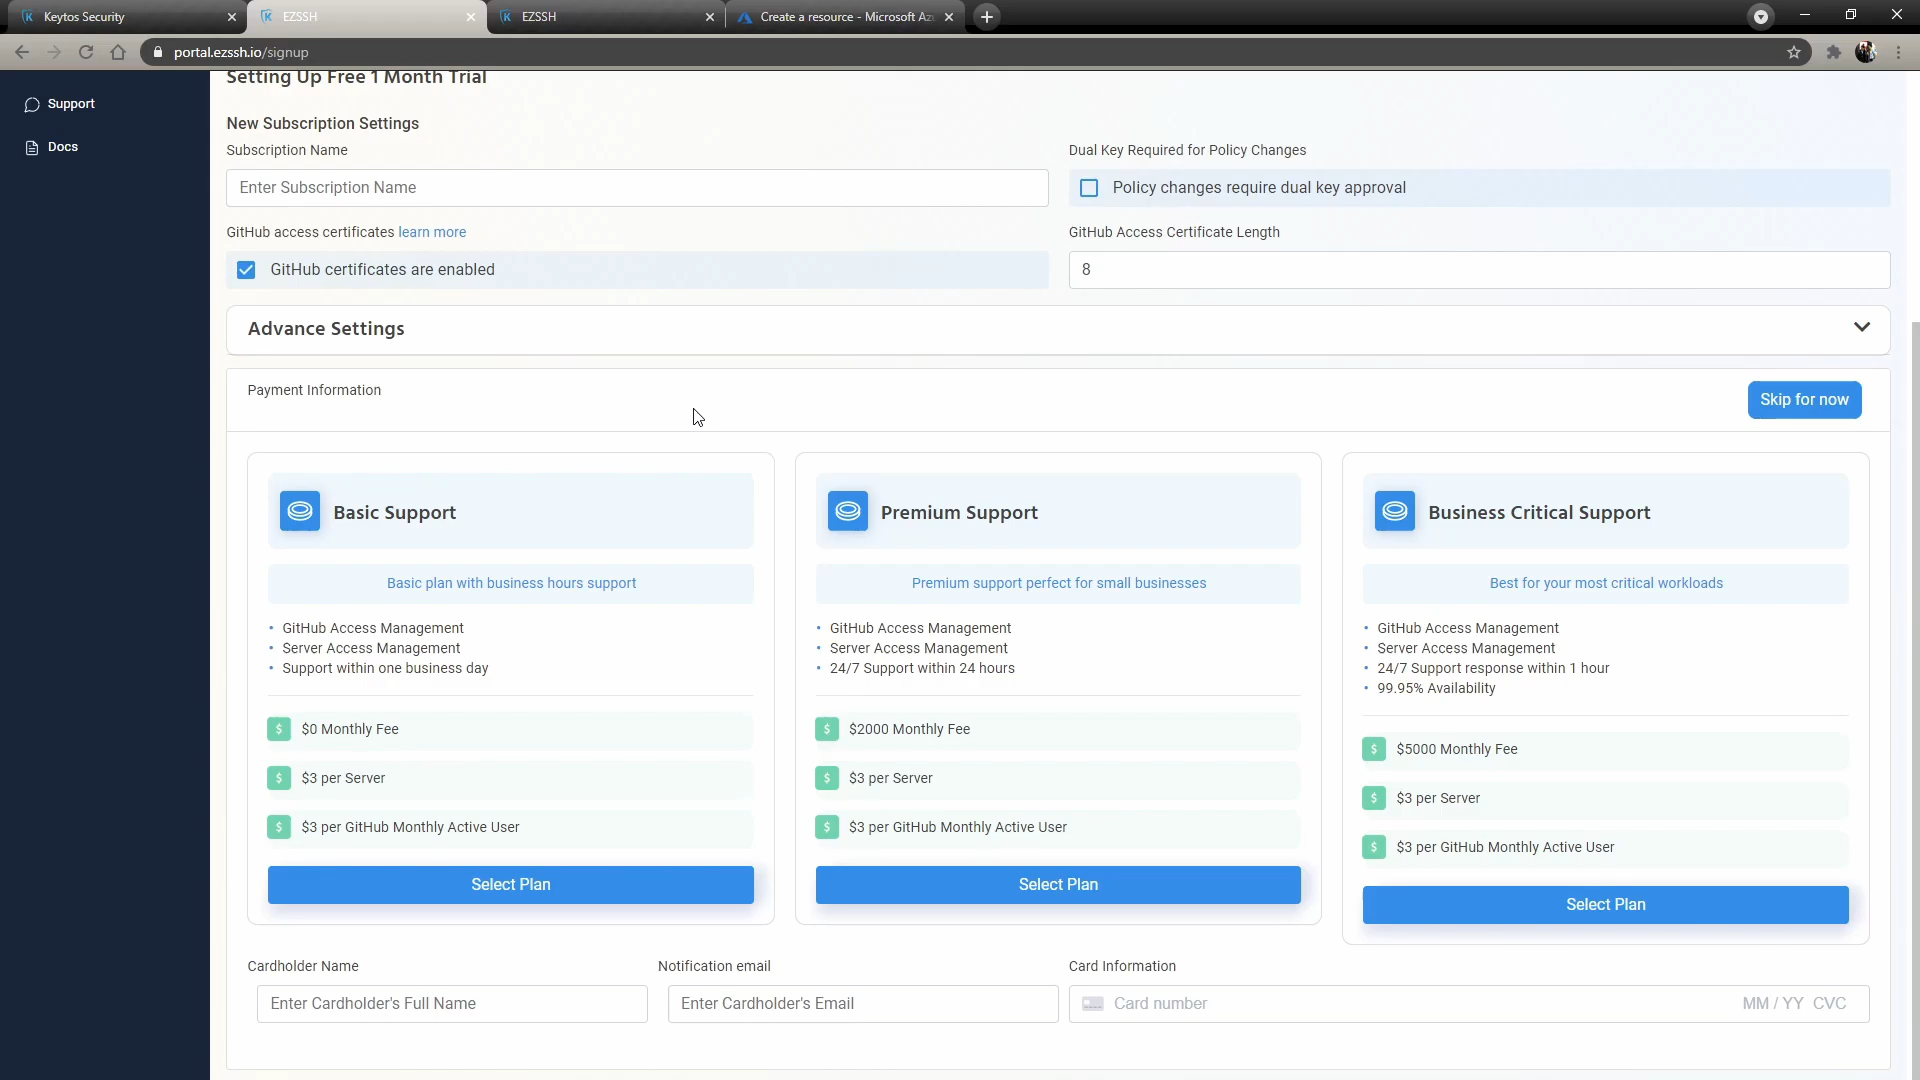 Keytos Security
EZSSH
EZSSH
Create a resource - Microsoft Az
portal.ezssh.io/signup
Support
Docs
Setting Up Free 1 Month Trial
New Subscription Settings
Subscription Name
Enter Subscription Name
Dual Key Required for Policy Changes
Policy changes require dual key approval
GitHub access certificates learn more
GitHub certificates are enabled
GitHub Access Certificate Length
8
Advance Settings
Payment Information
Skip for now
Basic Support
Basic plan with business hours support
• GitHub Access Management
• Server Access Management
• Support within one business day
$ $0 Monthly Fee
$ $3 per Server
$ $3 per GitHub Monthly Active User
Select Plan
Premium Support
Premium support perfect for small businesses
• GitHub Access Management
• Server Access Management
• 24/7 Support within 24 hours
$ $2000 Monthly Fee
$ $3 per Server
$ $3 per GitHub Monthly Active User
Select Plan
Business Critical Support
Best for your most critical workloads
• GitHub Access Management
• Server Access Management
• 24/7 Support response within 1 hour
• 99.95% Availability
$ $5000 Monthly Fee
$ $3 per Server
$ $3 per GitHub Monthly Active User
Select Plan
Cardholder Name
Enter Cardholder's Full Name
Notification email
Enter Cardholder's Email
Card Information
Card number MM / YY CVC